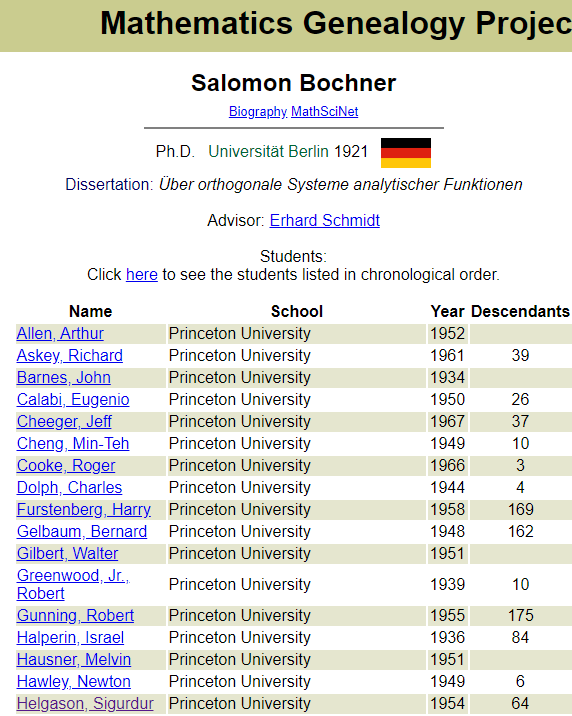 Mathematics Genealogy Projec
Salomon Bochner
Biography MathSciNet
Ph.D. Universität Berlin 1921
Dissertation: Über orthogonale Systeme analytischer Funktionen
Advisor: Erhard Schmidt
Students:
Click here to see the students listed in chronological order.
Name School Year Descendants
Allen, Arthur Princeton University 1952
Askey, Richard Princeton University 1961 39
Barnes, John Princeton University 1934
Calabi, Eugenio Princeton University 1950 26
Cheeger, Jeff Princeton University 1967 37
Cheng, Min-Teh Princeton University 1949 10
Cooke, Roger Princeton University 1966 3
Dolph, Charles Princeton University 1944 4
Furstenberg, Harry Princeton University 1958 169
Gelbaum, Bernard Princeton University 1948 162
Gilbert, Walter Princeton University 1951
Greenwood, Jr.,
Robert Princeton University 1939 10
Gunning, Robert Princeton University 1955 175
Halperin, Israel Princeton University 1936 84
Hausner, Melvin Princeton University 1951
Hawley, Newton Princeton University 1949 6
Helgason, Sigurdur Princeton University 1954 64